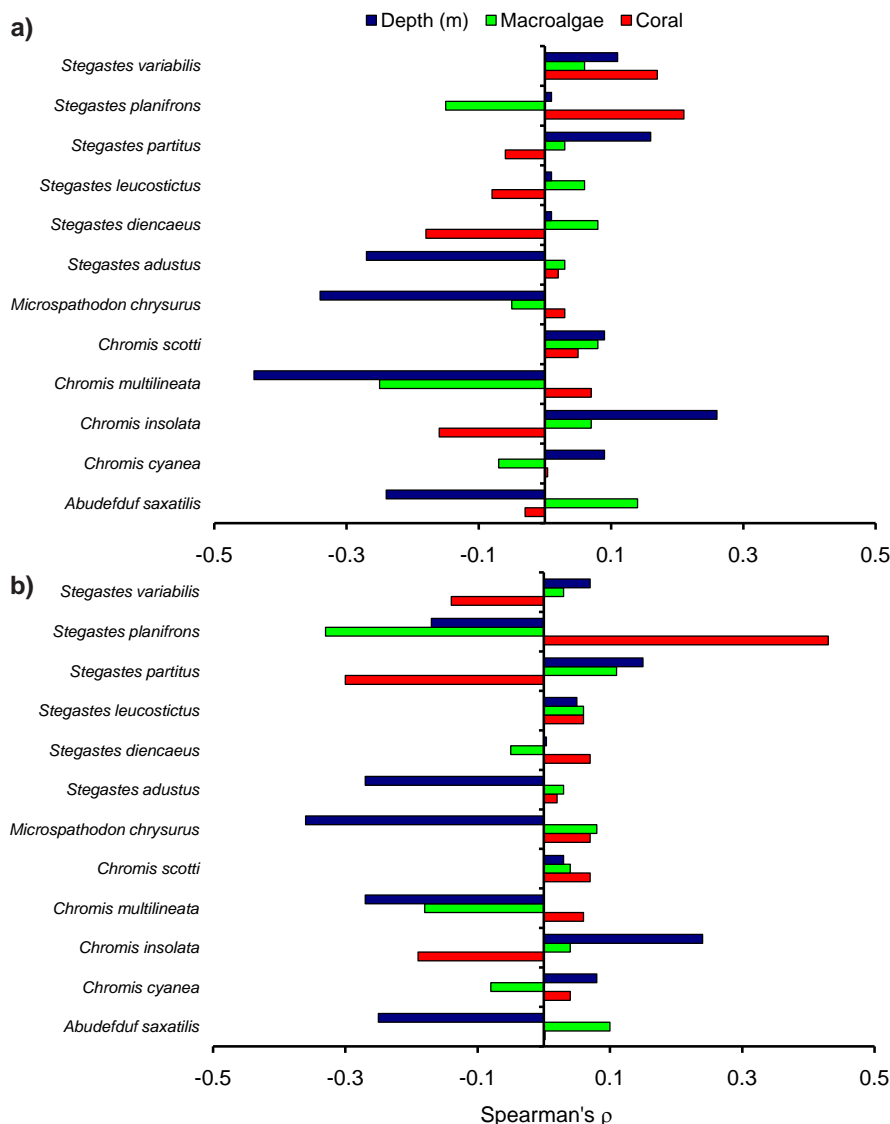 Depth (m) Macroalgae Coral
a)
Stegastes variabilis
Stegastes planifrons
Stegastes partitus
Stegastes leucostictus
Stegastes diencaeus
Stegastes adustus
Microspathodon chrysurus
Chromis scotti
Chromis multilineata
Chromis insolata
Chromis cyanea
Abudefduf saxatilis
-0.5 -0.3 -0.1 0.1 0.3 0.5
b)
Stegastes variabilis
Stegastes planifrons
Stegastes partitus
Stegastes leucostictus
Stegastes diencaeus
Stegastes adustus
Microspathodon chrysurus
Chromis scotti
Chromis multilineata
Chromis insolata
Chromis cyanea
Abudefduf saxatilis
-0.5 -0.3 -0.1 0.1 0.3 0.5
Spearman's ρ